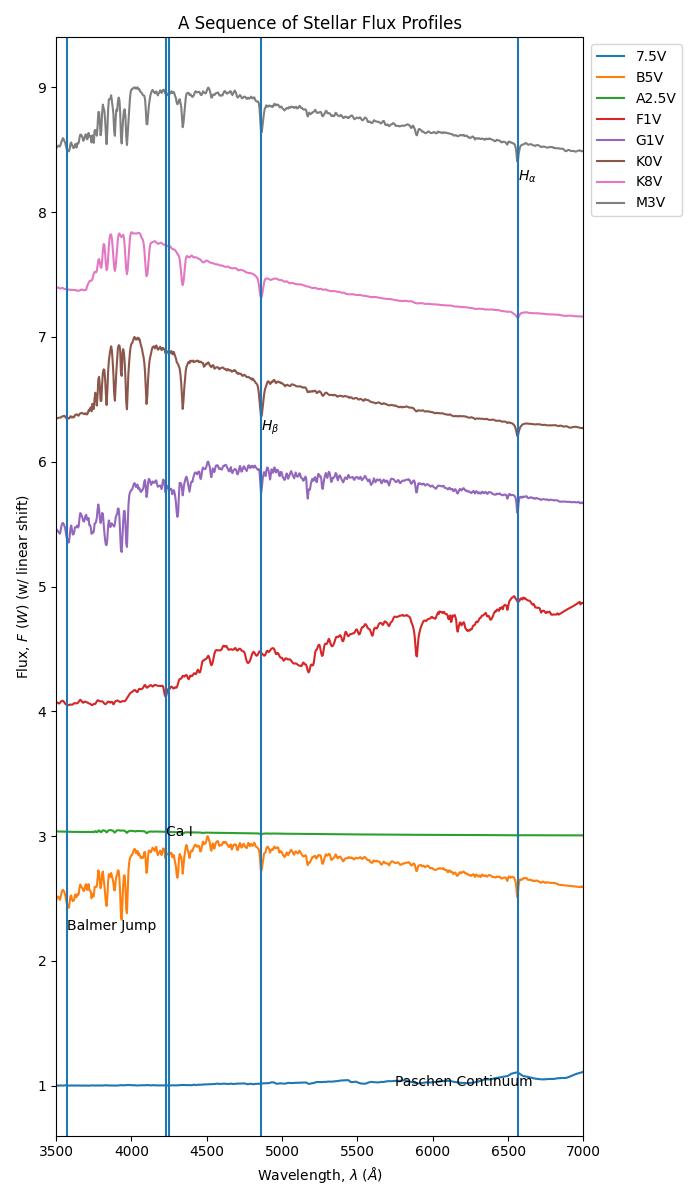 A Sequence of Stellar Flux Profiles
7.5V
B5V
A2.5V
F1V
G1V
K0V
K8V
M3V
Flux, F (W) (w/ linear shift)
9
8
7
6
5
4
3
2
1
Hα
Hβ
Ca I
Balmer Jump
Paschen Continuum
3500 4000 4500 5000 5500 6000 6500 7000
Wavelength, λ (Å)